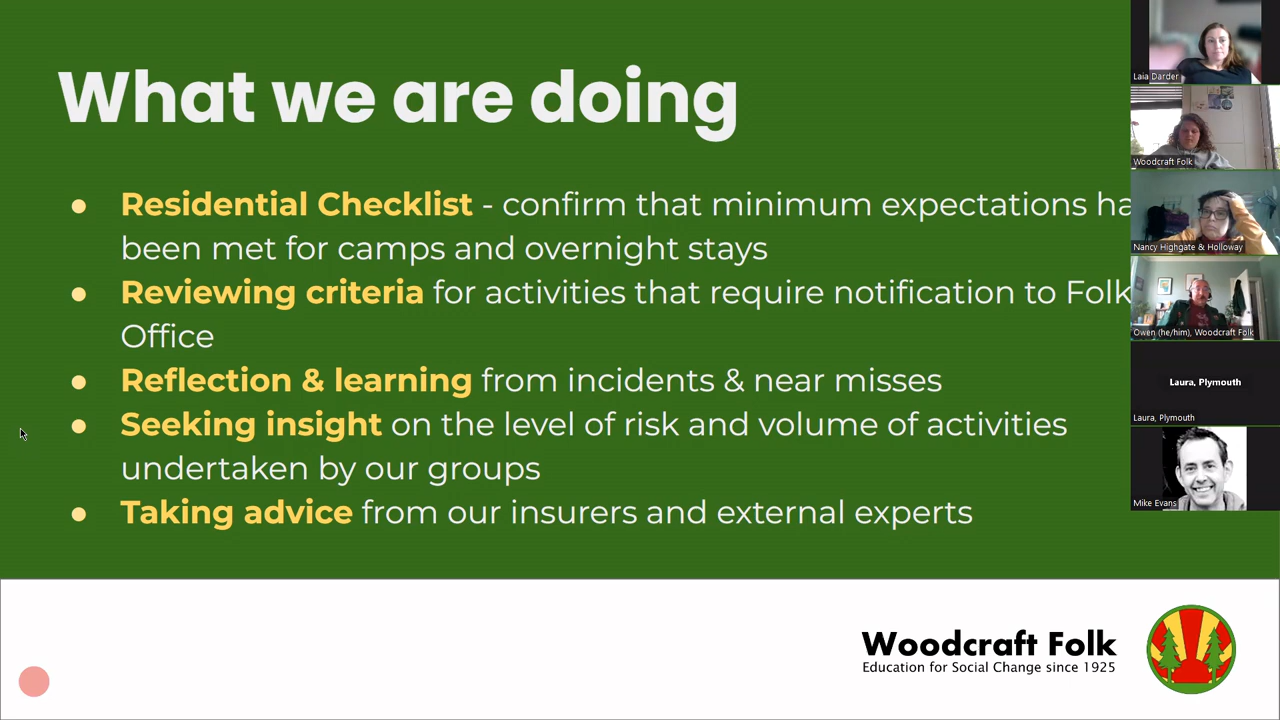 What we are doing
Residential Checklist - confirm that minimum expectations
been met for camps and overnight stays
Reviewing criteria for activities that require notification to Folk
Office
Reflection & learning from incidents & near misses
Seeking insight on the level of risk and volume of activities
undertaken by our groups
Taking advice from our insurers and external experts
Woodcraft Folk
Education for Social Change since 1925
Laia Darder
Woodcraft Folk
Nancy Highgate & Holloway
Owen (he/him), Woodcraft Folk
Laura, Plymouth
Laura, Plymouth
Mike Evans